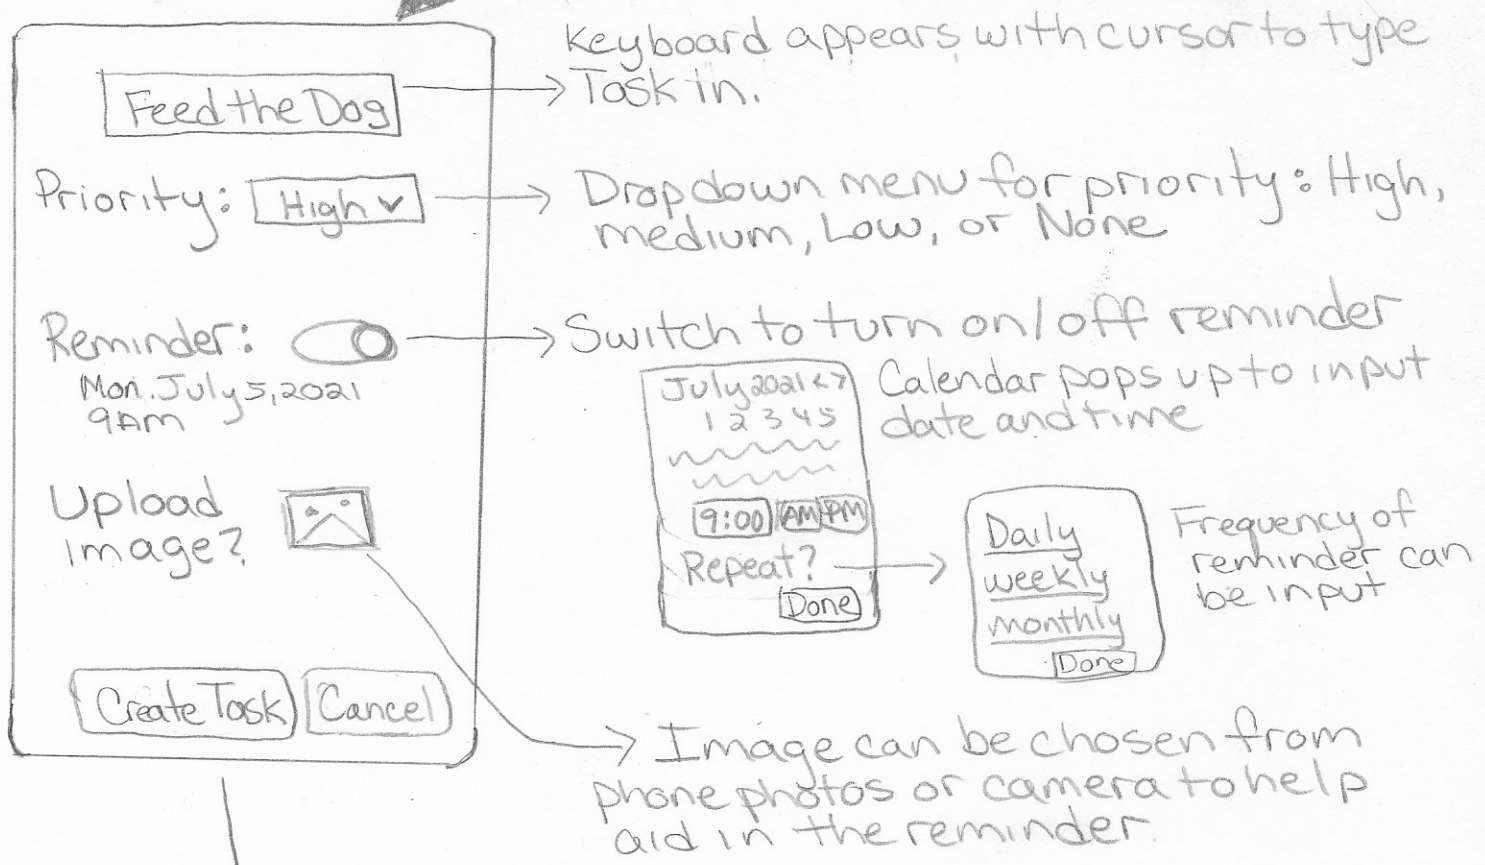 Keyboard appears with cursor to type
Task in.
Feed the Dog
Priority: High
Dropdown menu for priority: High,
medium, Low, or None
Reminder:
Mon. July 5, 2021
9AM
Switch to turn on/off reminder
Calendar pops up to input
date and time
July 2021 < >
1 2 3 4 5
9:00 AM PM
Repeat?
Done
Daily
weekly
monthly
Done
Frequency of
reminder can
be input
Upload
image?
Create Task Cancel
Image can be chosen from
phone photos or camera to help
aid in the reminder.